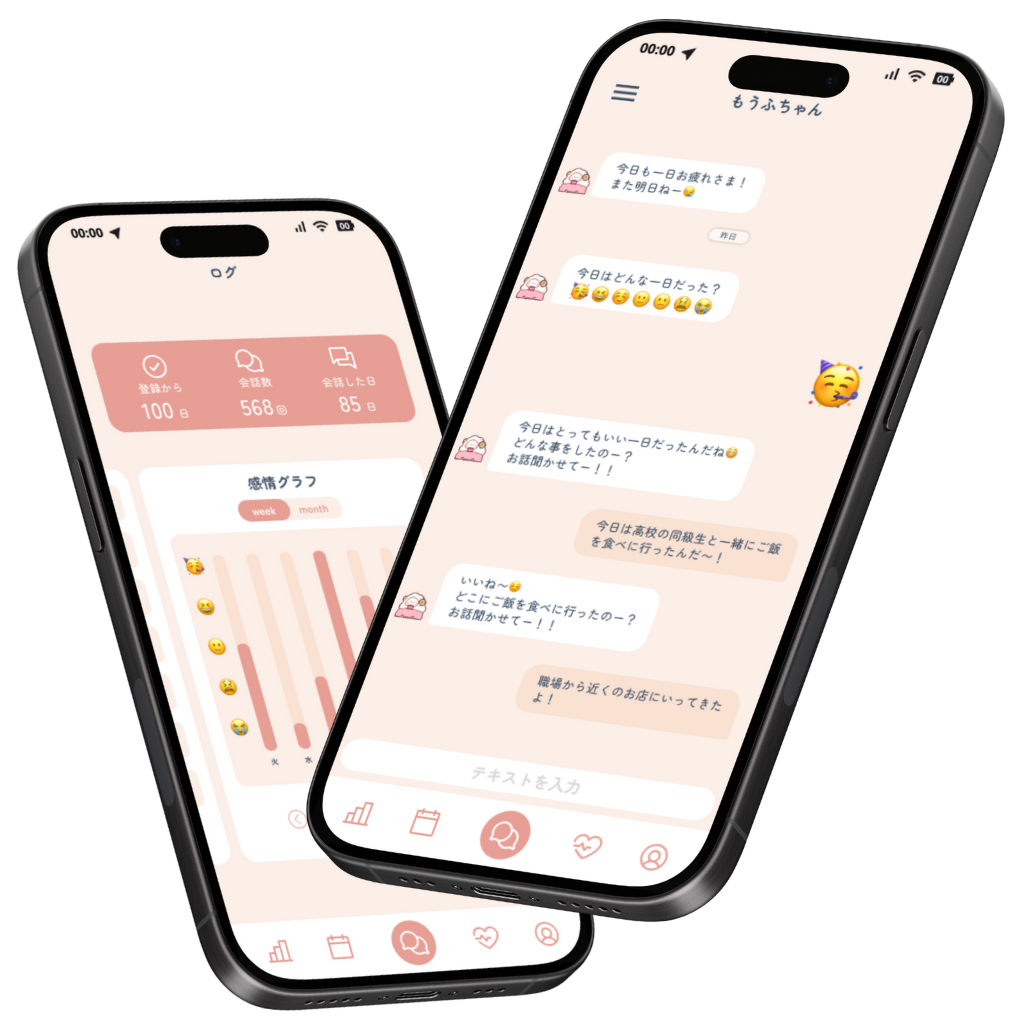 00:00
ログ
登録から
100 日
会話数
568回
会話した日
85 日
感情グラフ
week
month
火
木
00
00:00
00
もうふちゃん
今日も一日お疲れさま！
また明日ねー😪
昨日
今日はどんな一日だった？
🥳😆☺️🙂😕😫😭
🥳
今日はとってもいい一日だったんだね😊
どんな事をしたのー？
お話聞かせてー！！
今日は高校の同級生と一緒にご飯
を食べに行ったんだ〜！
いいね〜☺️
どこにご飯を食べに行ったのー？
お話聞かせてー！！
職場から近くのお店にいってきた
よ！
テキストを入力